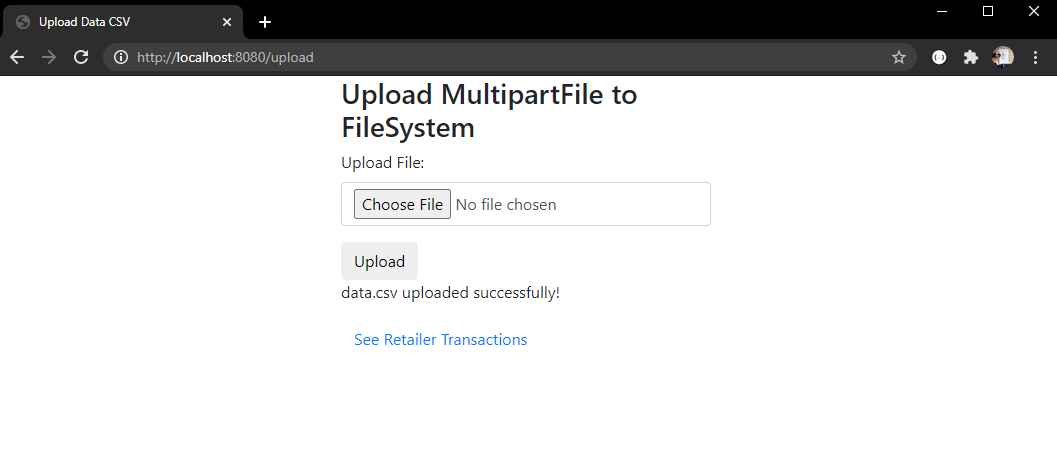 Upload Data CSV
http://localhost:8080/upload
Upload MultipartFile to
FileSystem
Upload File:
Choose File No file chosen
Upload
data.csv uploaded successfully!
See Retailer Transactions